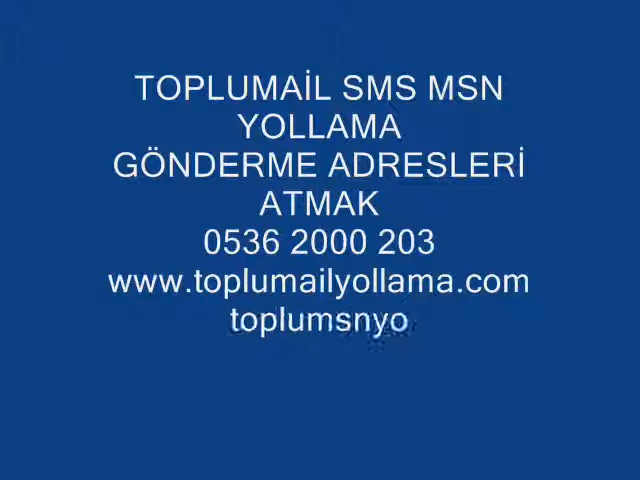 TOPLUMAİL SMS MSN
YOLLAMA
GÖNDERME ADRESLERİ
ATMAK
0536 2000 203
www.toplumailyollama.com
toplumsnyo